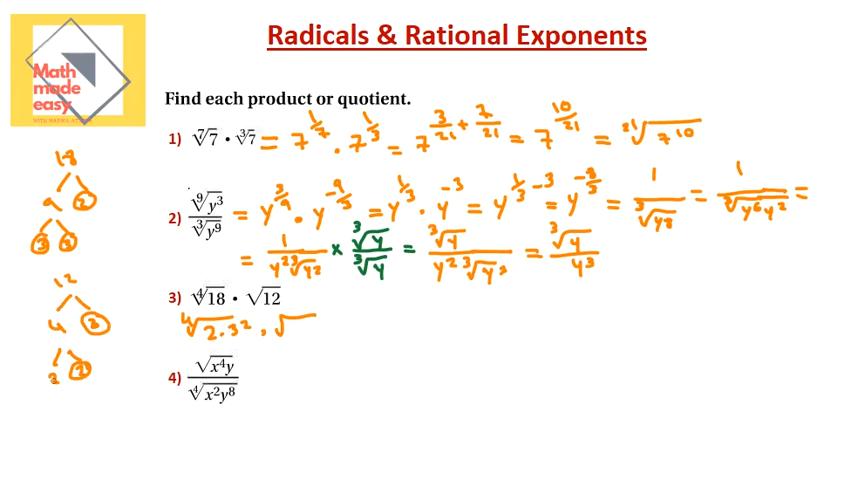 Radicals & Rational Exponents
Math
made
easy
Find each product or quotient.
1) ⁷√7 • ³√7 = 7^(1/7) . 7^(1/3) = 7^(3/21 + 7/21) = 7^(10/21) = ²¹√7¹⁰
2) ⁹√y³ / ³√y⁹ = y^(3/9) . y^(-9/3) = y^(1/3) . y^(-3) = y^(1/3 - 3) = y^(-8/3) = 1/³√y8 = 1/³√y⁶y² =
= 1/y²³√y² × ³√y/³√y = ³√y/y² ³√y³ = ³√y/y³
3) ⁴√18 • √12
⁴√2.3² . √
4) √x⁴y / ⁴√x²y⁸
18
9 2
3 3
12
4 3
2 2